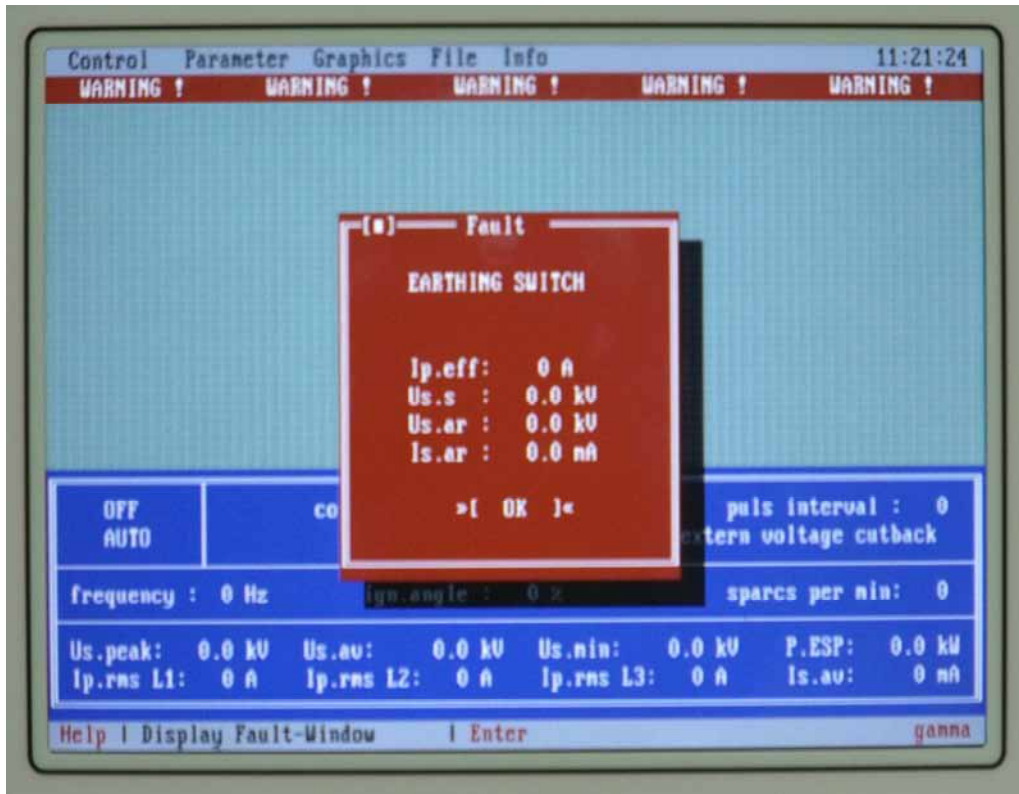 Control Parameter Graphics File Info 11:21:24
WARNING ! WARNING ! WARNING ! WARNING ! WARNING !
[■] Fault
EARTHING SWITCH
Ip.eff: 0 A
Us.s : 0.0 kV
Us.ar : 0.0 kV
Is.ar : 0.0 mA
»[ OK ]«
OFF co puls interval : 0
AUTO extern voltage cutback
frequency : 0 Hz ign.angle : 0 % sparcs per min: 0
Us.peak: 0.0 kV Us.av: 0.0 kV Us.min: 0.0 kV P.ESP: 0.0 kW
Ip.rms L1: 0 A Ip.rms L2: 0 A Ip.rms L3: 0 A Is.av: 0 mA
Help | Display Fault-Window | Enter gamma